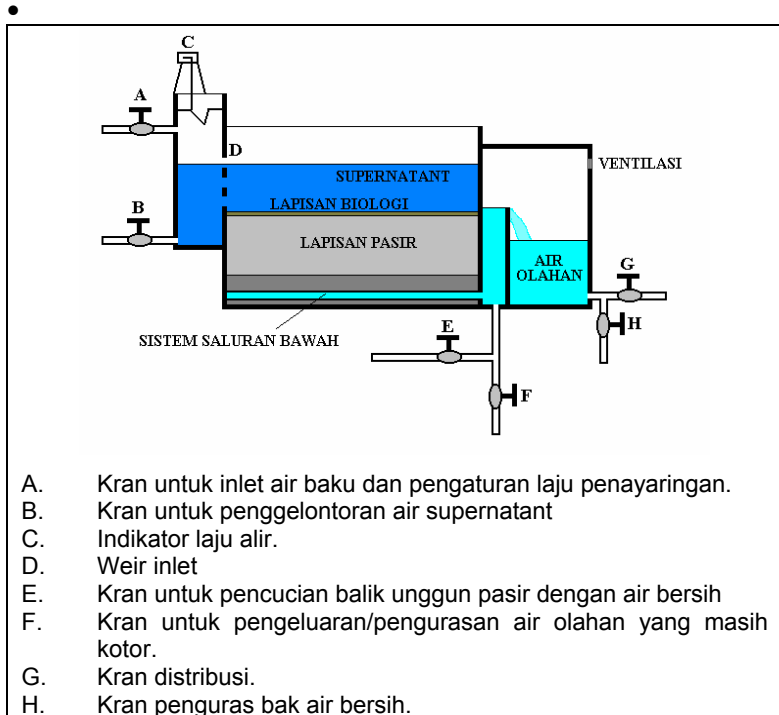 •
C
A
D
VENTILASI
SUPERNATANT
B
LAPISAN BIOLOGI
LAPISAN PASIR
AIR
OLAHAN
G
H
SISTEM SALURAN BAWAH
E
F
A. Kran untuk inlet air baku dan pengaturan laju penayaringan.
B. Kran untuk penggelontoran air supernatant
C. Indikator laju alir.
D. Weir inlet
E. Kran untuk pencucian balik unggun pasir dengan air bersih
F. Kran untuk pengeluaran/pengurasan air olahan yang masih
kotor.
G. Kran distribusi.
H. Kran penguras bak air bersih.